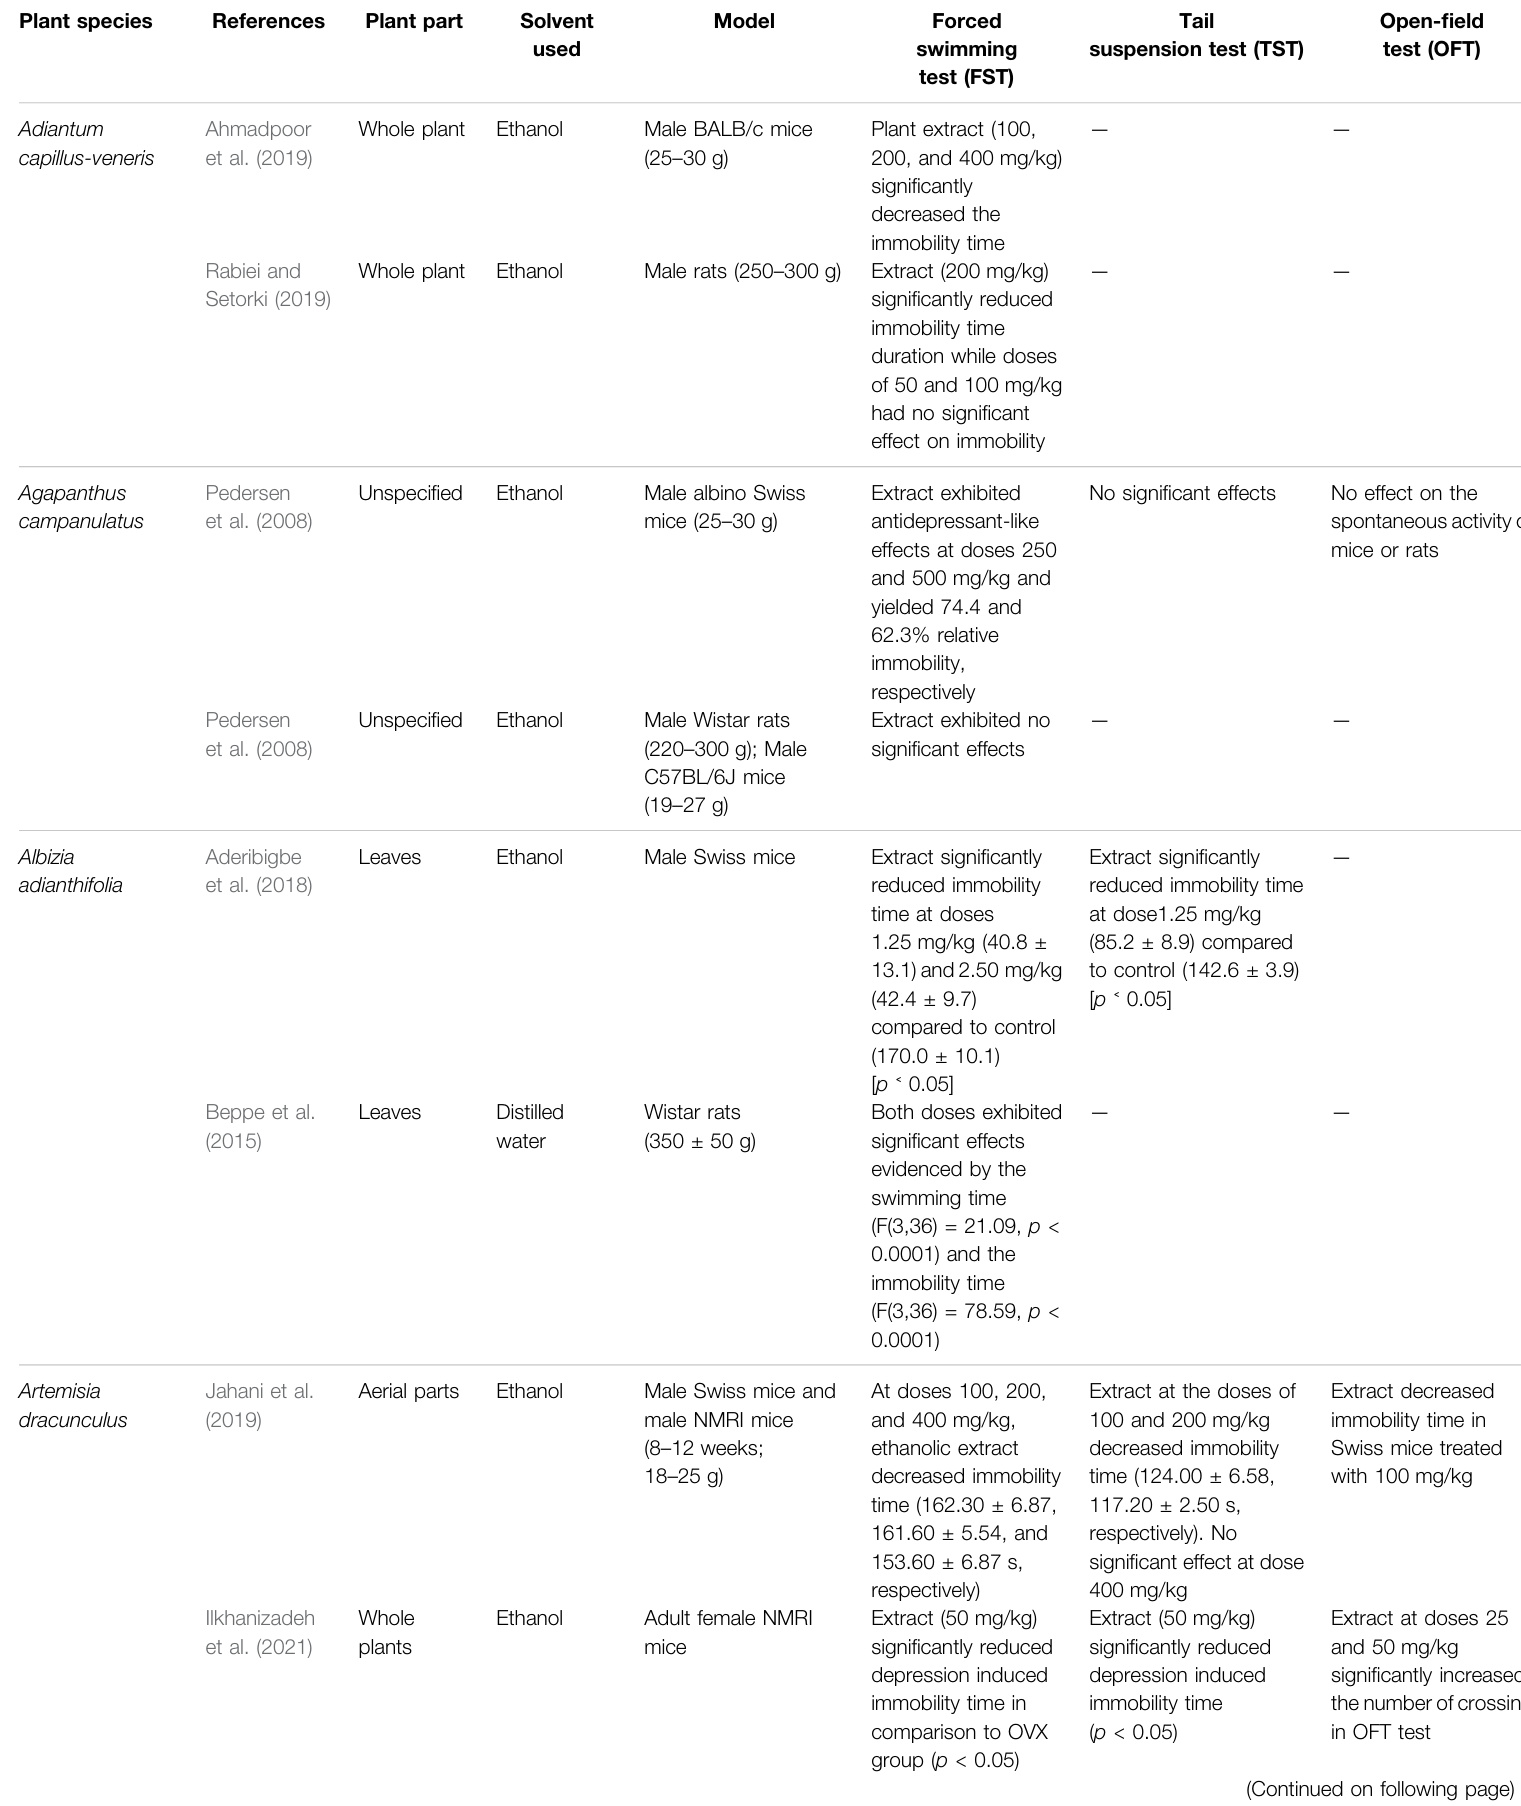 Plant species References Plant part Solvent used Model Forced swimming test (FST) Tail suspension test (TST) Open-field test (OFT)
Adiantum
capillus-veneris
Ahmadpoor
et al. (2019)
Whole plant
Ethanol
Male BALB/c mice
(25–30 g)
Plant extract (100,
200, and 400 mg/kg)
significantly
decreased the
immobility time
—
—
Rabiei and
Setorki (2019)
Whole plant
Ethanol
Male rats (250–300 g)
Extract (200 mg/kg)
significantly reduced
immobility time
duration while doses
of 50 and 100 mg/kg
had no significant
effect on immobility
—
—
Agapanthus
campanulatus
Pedersen
et al. (2008)
Unspecified
Ethanol
Male albino Swiss
mice (25–30 g)
Extract exhibited
antidepressant-like
effects at doses 250
and 500 mg/kg and
yielded 74.4 and
62.3% relative
immobility,
respectively
No significant effects
No effect on the
spontaneous activity
mice or rats
Pedersen
et al. (2008)
Unspecified
Ethanol
Male Wistar rats
(220–300 g); Male
C57BL/6J mice
(19–27 g)
Extract exhibited no
significant effects
—
—
Albizia
adianthifolia
Aderibigbe
et al. (2018)
Leaves
Ethanol
Male Swiss mice
Extract significantly
reduced immobility
time at doses
1.25 mg/kg (40.8 ±
13.1) and 2.50 mg/kg
(42.4 ± 9.7)
compared to control
(170.0 ± 10.1)
[p ˂ 0.05]
Extract significantly
reduced immobility time
at dose1.25 mg/kg
(85.2 ± 8.9) compared
to control (142.6 ± 3.9)
[p ˂ 0.05]
—
Beppe et al.
(2015)
Leaves
Distilled
water
Wistar rats
(350 ± 50 g)
Both doses exhibited
significant effects
evidenced by the
swimming time
(F(3,36) = 21.09, p <
0.0001) and the
immobility time
(F(3,36) = 78.59, p <
0.0001)
—
—
Artemisia
dracunculus
Jahani et al.
(2019)
Aerial parts
Ethanol
Male Swiss mice and
male NMRI mice
(8–12 weeks;
18–25 g)
At doses 100, 200,
and 400 mg/kg,
ethanolic extract
decreased immobility
time (162.30 ± 6.87,
161.60 ± 5.54, and
153.60 ± 6.87 s,
respectively)
Extract at the doses of
100 and 200 mg/kg
decreased immobility
time (124.00 ± 6.58,
117.20 ± 2.50 s,
respectively). No
significant effect at dose
400 mg/kg
Extract decreased
immobility time in
Swiss mice treated
with 100 mg/kg
Ilkhanizadeh
et al. (2021)
Whole
plants
Ethanol
Adult female NMRI
mice
Extract (50 mg/kg)
significantly reduced
depression induced
immobility time in
comparison to OVX
group (p < 0.05)
Extract (50 mg/kg)
significantly reduced
depression induced
immobility time
(p < 0.05)
Extract at doses 25
and 50 mg/kg
significantly increased
the number of crossin
in OFT test
(Continued on following page)